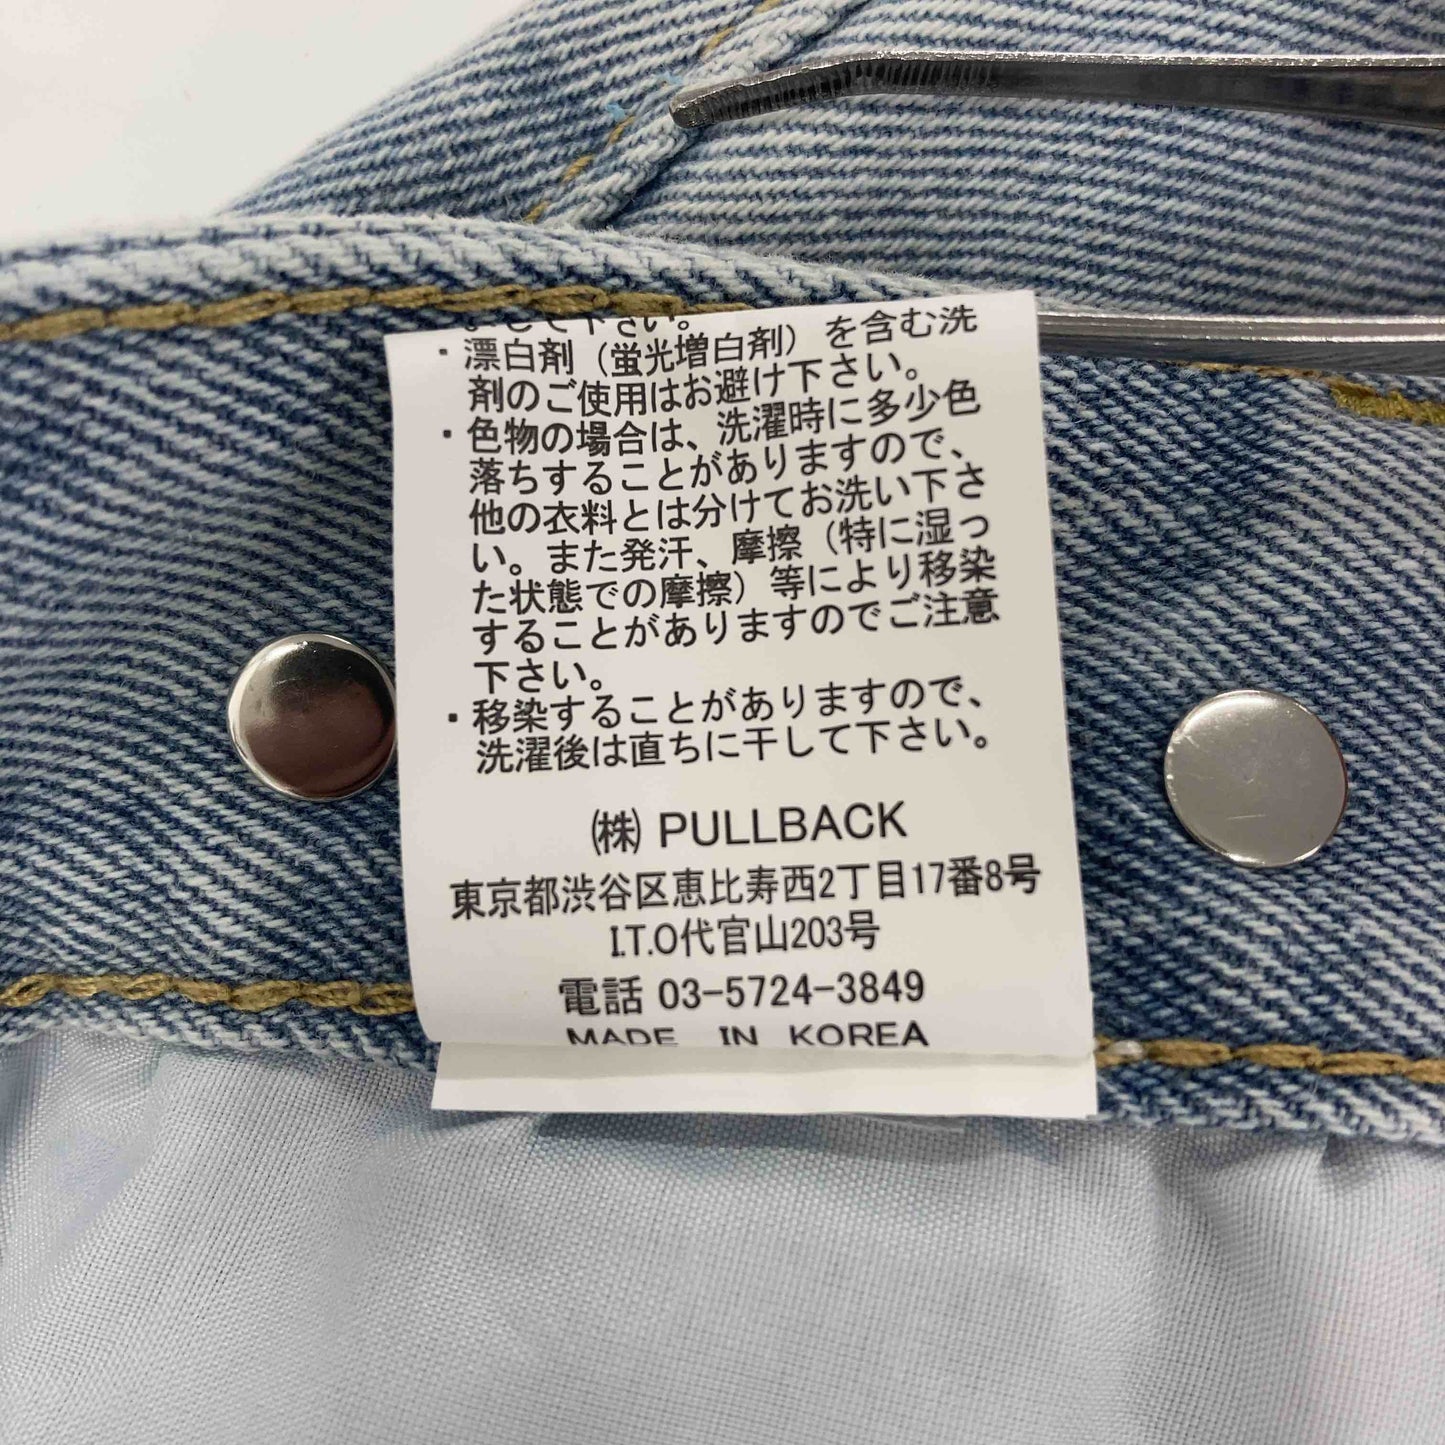 して下さい。
・漂白剤（蛍光増白剤）を含む洗
剤のご使用はお避け下さい。
・色物の場合は、洗濯時に多少色
落ちすることがありますので、
他の衣料とは分けてお洗い下さ
い。また発汗、摩擦（特に湿っ
た状態での摩擦）等により移染
することがありますのでご注意
下さい。
・移染することがありますので、
洗濯後は直ちに干して下さい。
㈱ PULLBACK
東京都渋谷区恵比寿西2丁目17番8号
I.T.O代官山203号
電話 03-5724-3849
MADE IN KOREA